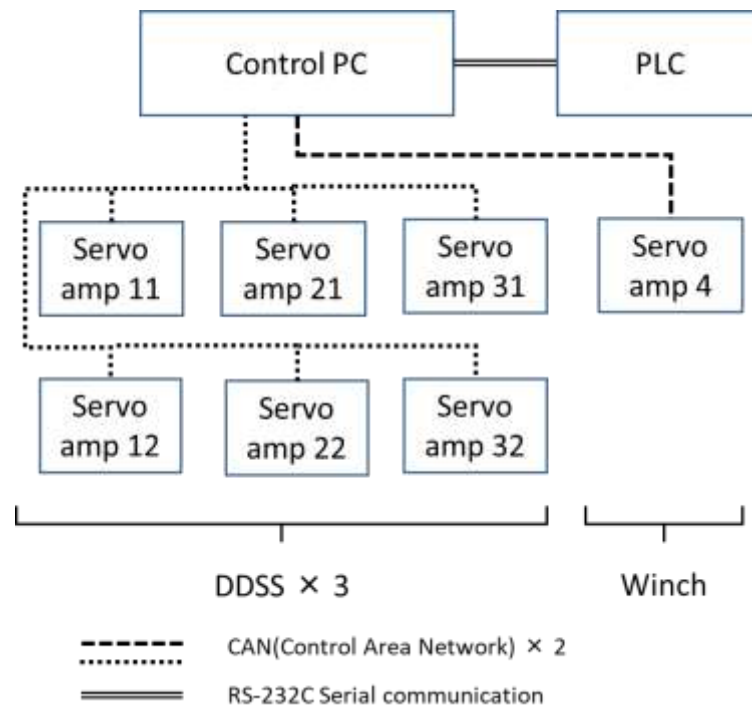 Control PC
PLC
Servo
amp 11
Servo
amp 21
Servo
amp 31
Servo
amp 4
Servo
amp 12
Servo
amp 22
Servo
amp 32
DDSS × 3
Winch
CAN(Control Area Network) × 2
RS-232C Serial communication